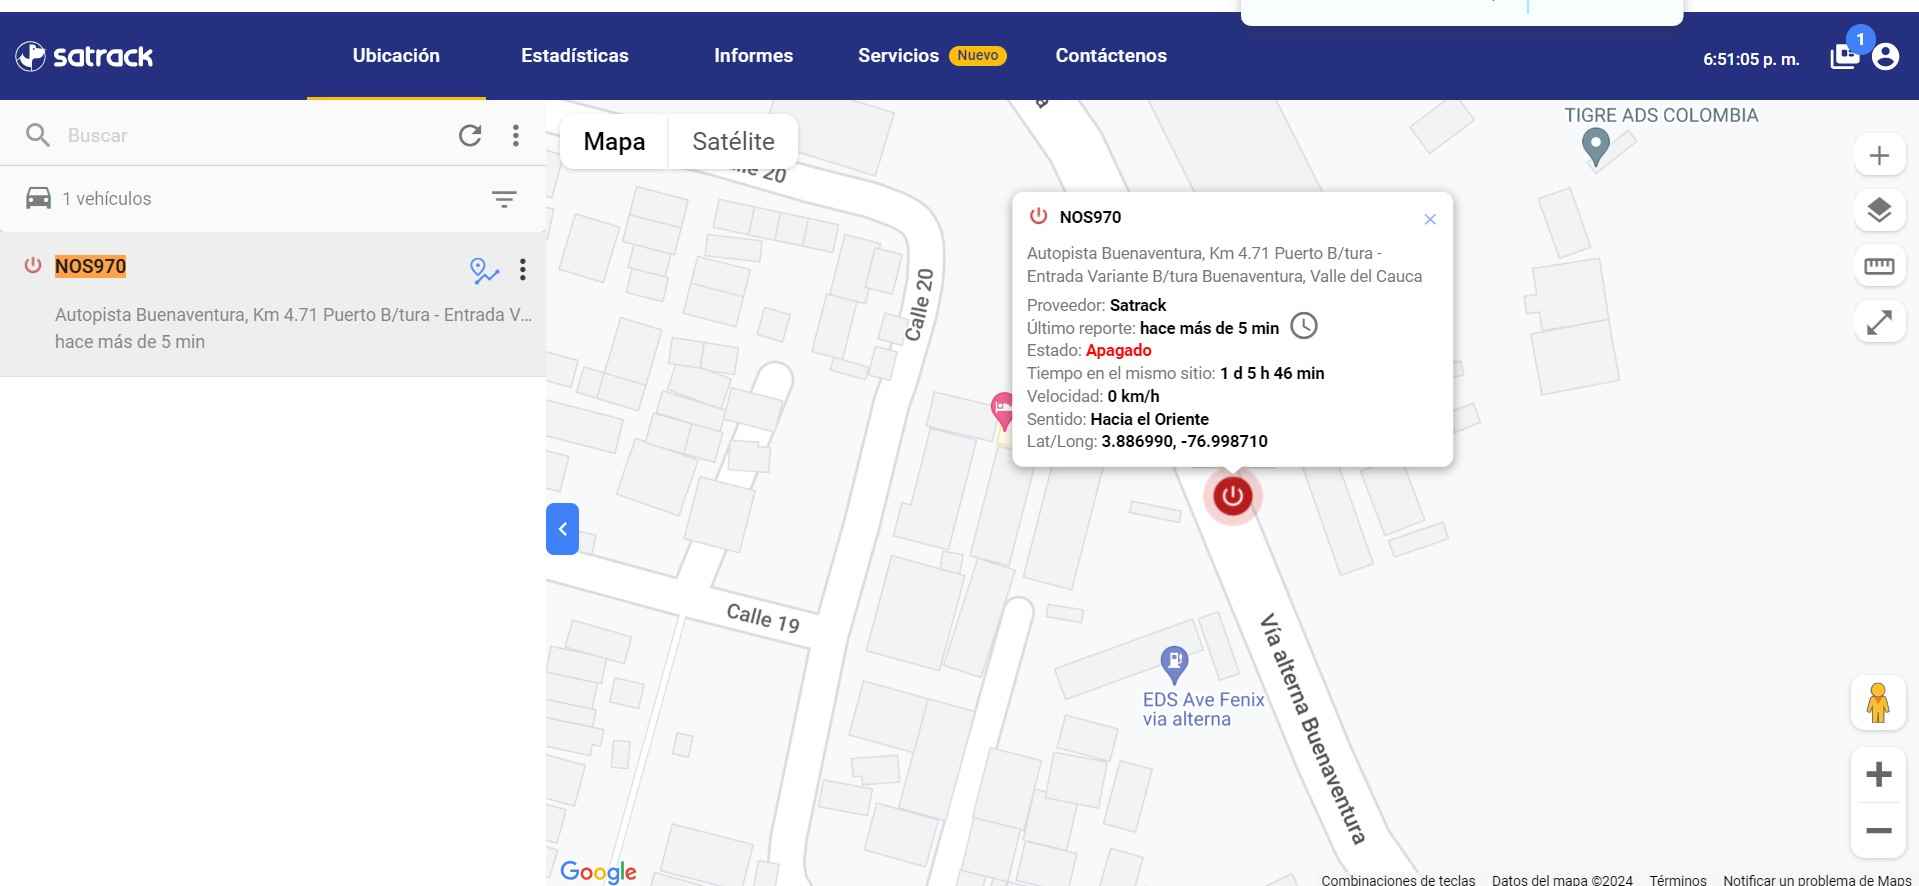 satrack
Ubicación
Estadísticas
Informes
Servicios
Nuevo
Contáctenos
6:51:05 p. m.
1
Buscar
1 vehículos
NOS970
Autopista Buenaventura, Km 4.71 Puerto B/tura - Entrada V...
hace más de 5 min
Mapa
Satélite
TIGRE ADS COLOMBIA
NOS970
Autopista Buenaventura, Km 4.71 Puerto B/tura -
Entrada Variante B/tura Buenaventura, Valle del Cauca
Proveedor: Satrack
Último reporte: hace más de 5 min
Estado: Apagado
Tiempo en el mismo sitio: 1 d 5 h 46 min
Velocidad: 0 km/h
Sentido: Hacia el Oriente
Lat/Long: 3.886990, -76.998710
20
Calle 20
Calle 19
EDS Ave Fenix
via alterna
Vía alterna Buenaventura
Google
Combinaciones de teclas
Datos del mapa ©2024
Términos
Notificar un problema de Maps